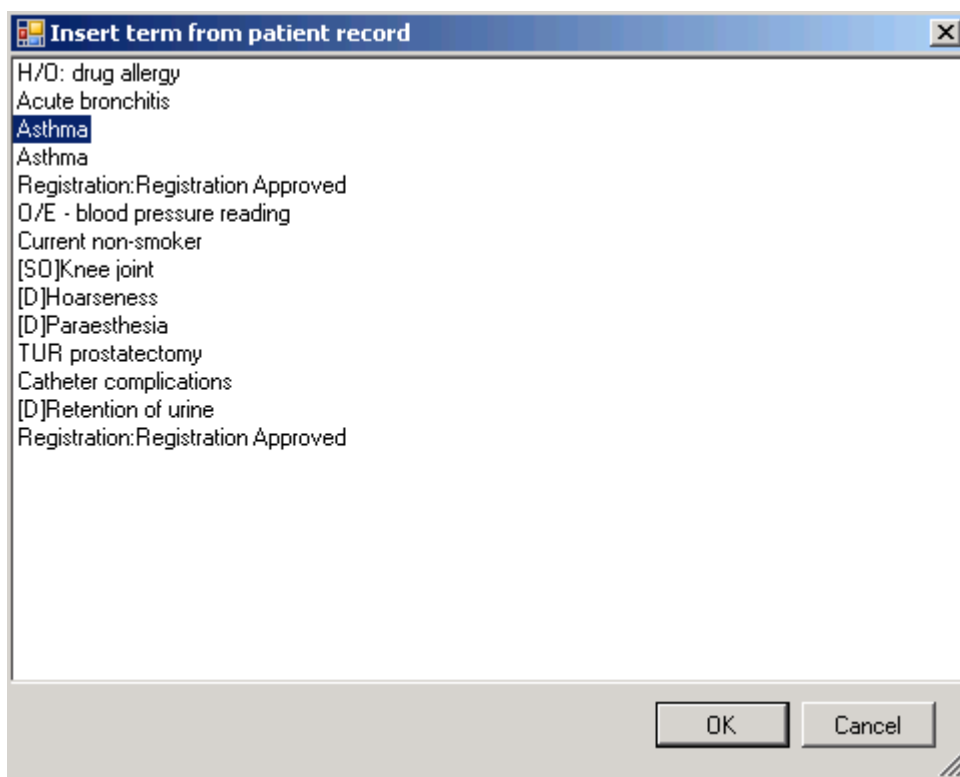 Insert term from patient record
H/O: drug allergy
Acute bronchitis
Asthma
Asthma
Registration:Registration Approved
O/E - blood pressure reading
Current non-smoker
[SO]Knee joint
[D]Hoarseness
[D]Paraesthesia
TUR prostatectomy
Catheter complications
[D]Retention of urine
Registration:Registration Approved
OK Cancel